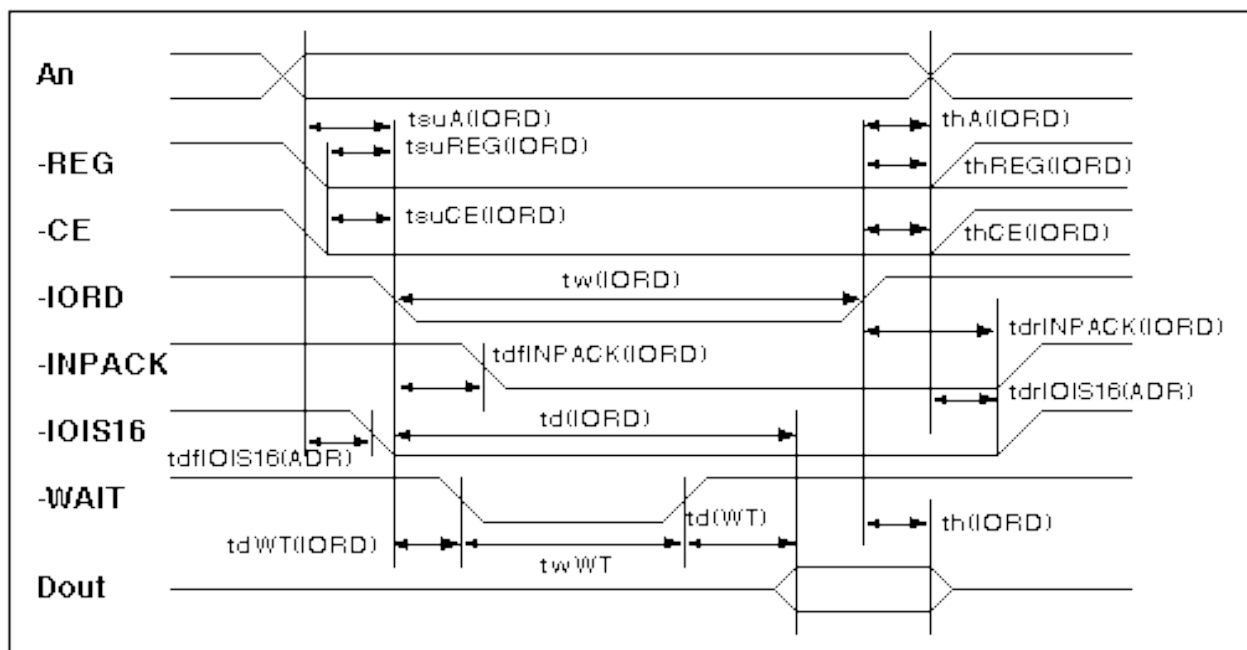 An
tsuA(IORD)
thA(IORD)
tsuREG(IORD)
-REG
thREG(IORD)
tsuCE(IORD)
-CE
thCE(IORD)
-IORD
tw(IORD)
tdrINPACK(IORD)
-INPACK
tdfINPACK(IORD)
tdrIOIS16(ADR)
-IOIS16
td(IORD)
tdfIOIS16(ADR)
-WAIT
td(WT)
th(IORD)
tdWT(IORD)
twWT
Dout